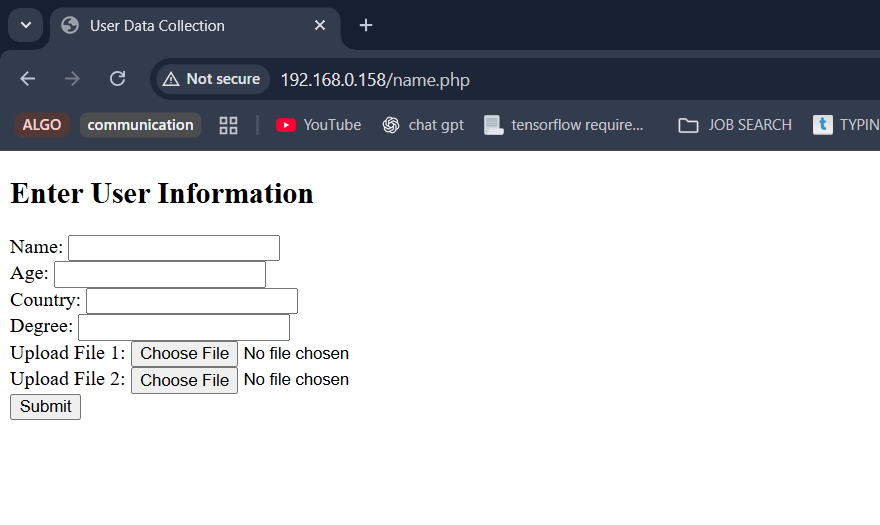 User Data Collection
Not secure 192.168.0.158/name.php
ALGO communication YouTube chat gpt tensorflow require... JOB SEARCH t TYPIN
Enter User Information
Name:
Age:
Country:
Degree:
Upload File 1: Choose File No file chosen
Upload File 2: Choose File No file chosen
Submit